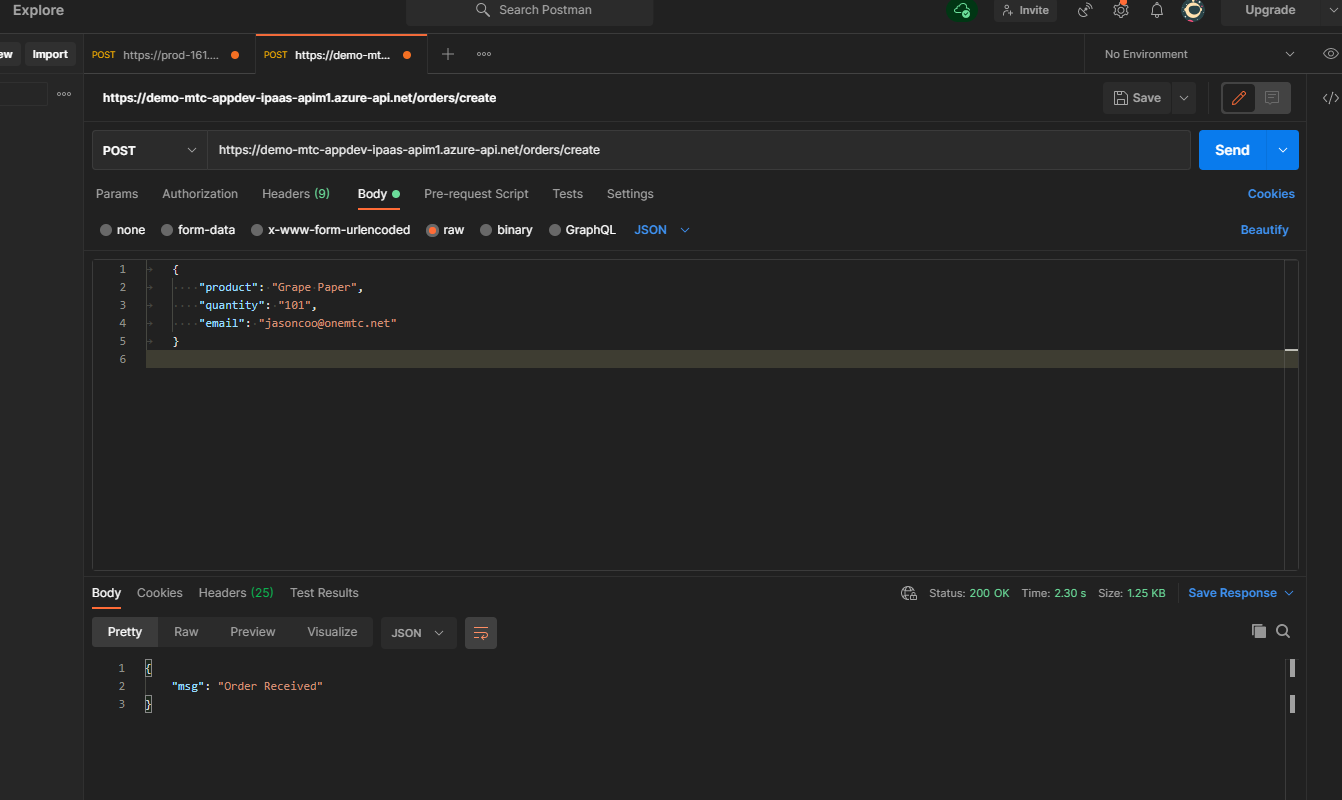 Explore Search Postman Invite Upgrade
ew Import POST https://prod-161.... POST https://demo-mt... No Environment
https://demo-mtc-appdev-ipaas-apim1.azure-api.net/orders/create Save
POST https://demo-mtc-appdev-ipaas-apim1.azure-api.net/orders/create Send
Params Authorization Headers (9) Body Pre-request Script Tests Settings Cookies
none form-data x-www-form-urlencoded raw binary GraphQL JSON Beautify
1 {
2 "product": "Grape Paper",
3 "quantity": "101",
4 "email": "jasoncoo@onemtc.net"
5 }
6
Body Cookies Headers (25) Test Results Status: 200 OK Time: 2.30 s Size: 1.25 KB Save Response
Pretty Raw Preview Visualize JSON
1 {
2 "msg": "Order Received"
3 }